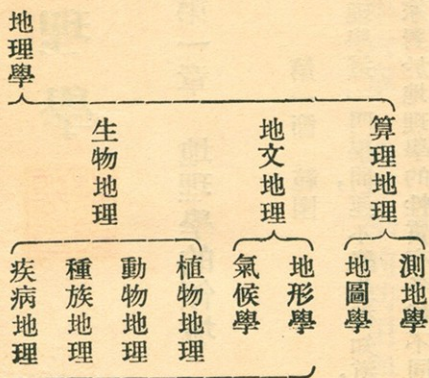 地理學
算理地理
地文地理
生物地理
測地學
地圖學
地形學
氣候學
植物地理
動物地理
種族地理
疾病地理